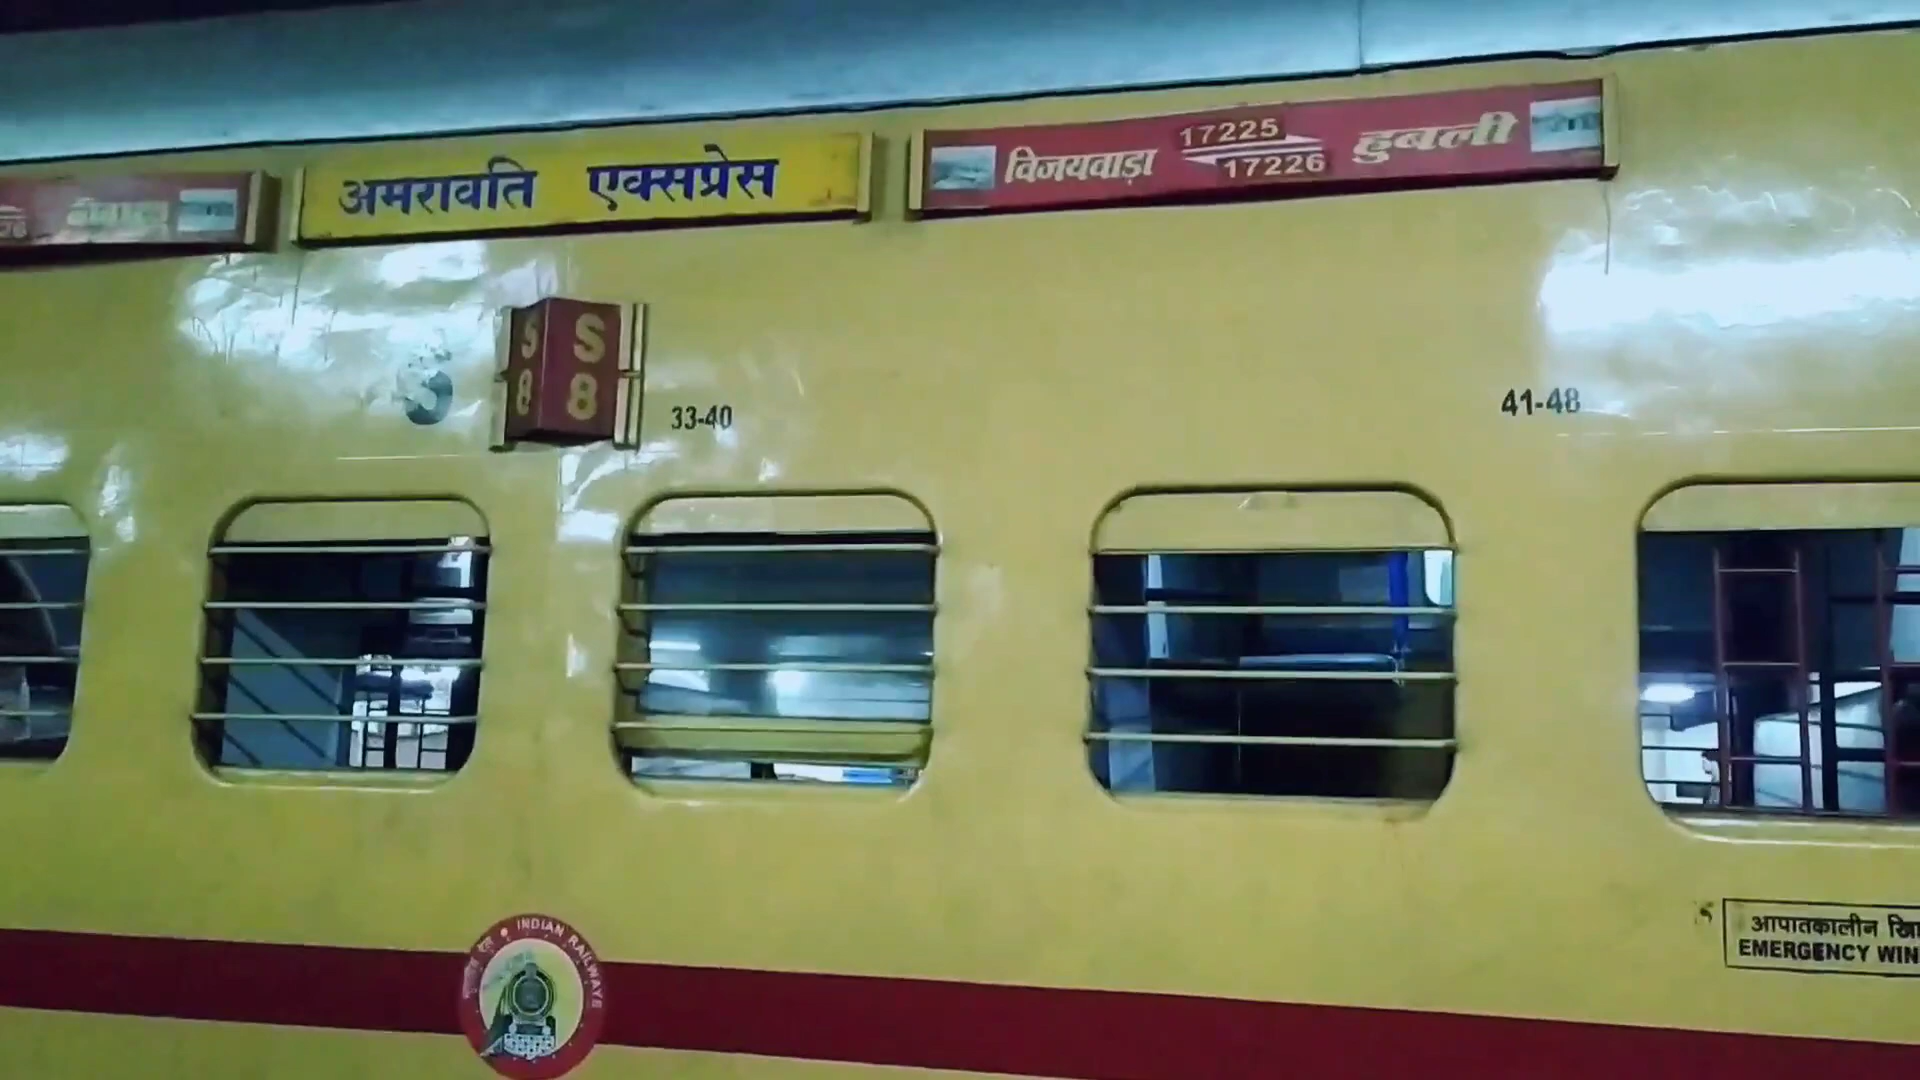 अमरावति एक्सप्रेस
विजयवाड़ा 17225 17226 हुबली
S
8
S
8
S
33-40
41-48
INDIAN RAILWAYS
आपातकालीन
EMERGENCY WIN